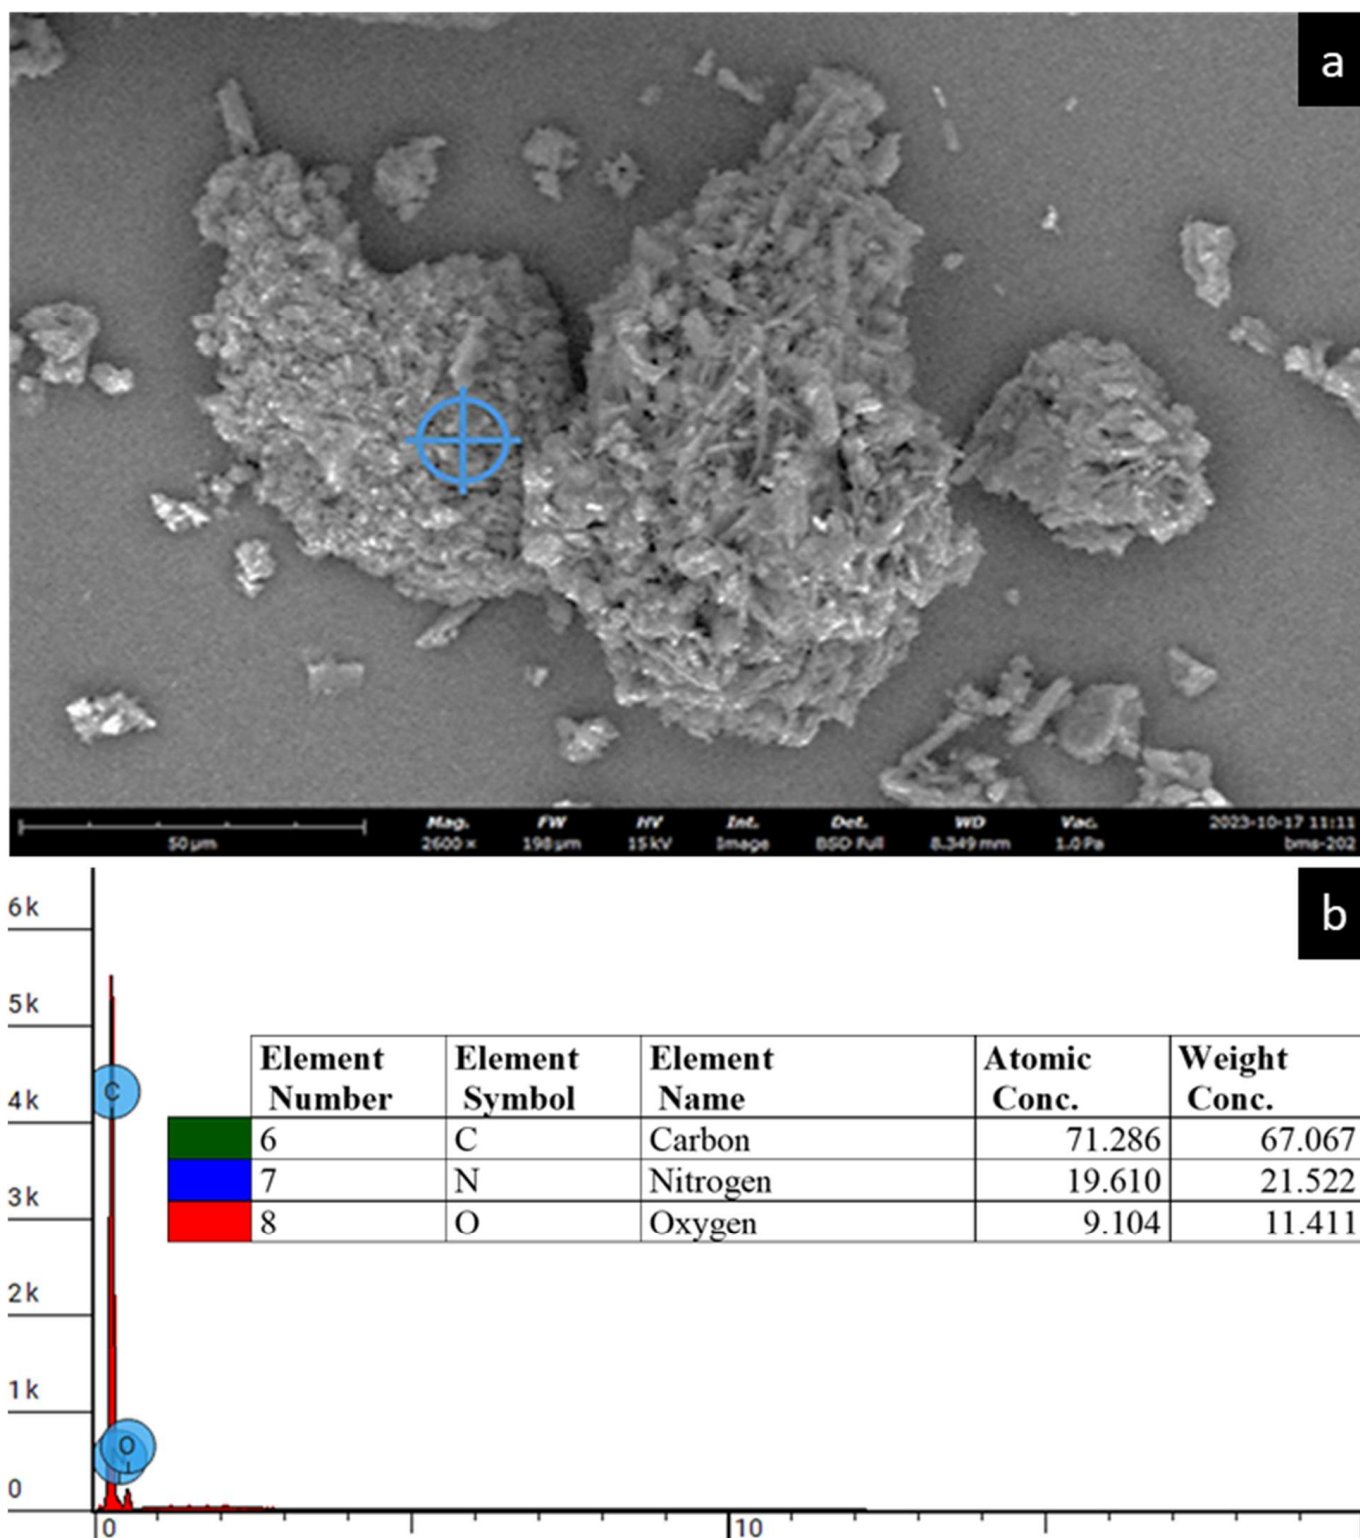 a
Mag. FW HV Int. Det. WD Vac. 2023-10-17 11:11
50 µm 2600 x 198 µm 15 kV Image BSD Full 8.349 mm 1.0 Pa bms-202
b
6k
5k
4k
3k
2k
1k
0
C
O
Element Number Element Symbol Element Name Atomic Conc. Weight Conc.
6 C Carbon 71.286 67.067
7 N Nitrogen 19.610 21.522
8 O Oxygen 9.104 11.411
0 10